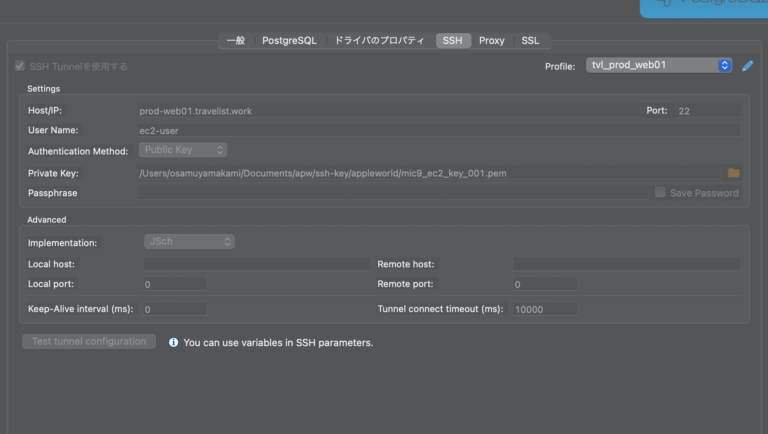 PostgreSQL
一般 PostgreSQL ドライバのプロパティ SSH Proxy SSL
SSH Tunnelを使用する Profile: tvl_prod_web01
Settings
Host/IP: prod-web01.travelist.work Port: 22
User Name: ec2-user
Authentication Method: Public Key
Private Key: /Users/osamuyamakami/Documents/apw/ssh-key/appleworld/mic9_ec2_key_001.pem
Passphrase Save Password
Advanced
Implementation: JSch
Local host: Remote host:
Local port: 0 Remote port: 0
Keep-Alive interval (ms): 0 Tunnel connect timeout (ms): 10000
Test tunnel configuration You can use variables in SSH parameters.